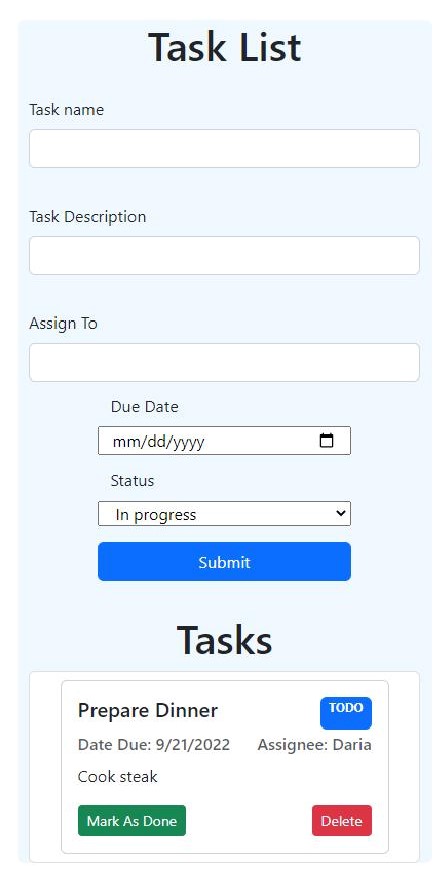 Task List
Task name
Task Description
Assign To
Due Date
mm/dd/yyyy
Status
In progress
Submit
Tasks
Prepare Dinner TODO
Date Due: 9/21/2022 Assignee: Daria
Cook steak
Mark As Done Delete